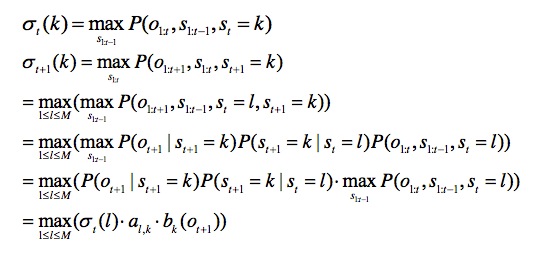 σ_t(k) = max_{s_{1:t-1}} P(o_{1:t}, s_{1:t-1}, s_t = k)
σ_{t+1}(k) = max_{s_{1:t}} P(o_{1:t+1}, s_{1:t}, s_{t+1} = k)
= max_{1≤l≤M}(max_{s_{1:t-1}} P(o_{1:t+1}, s_{1:t-1}, s_t = l, s_{t+1} = k))
= max_{1≤l≤M}(max_{s_{1:t-1}} P(o_{t+1} | s_{t+1} = k)P(s_{t+1} = k | s_t = l)P(o_{1:t}, s_{1:t-1}, s_t = l))
= max_{1≤l≤M}(P(o_{t+1} | s_{t+1} = k)P(s_{t+1} = k | s_t = l)·max_{s_{1:t-1}} P(o_{1:t}, s_{1:t-1}, s_t = l))
= max_{1≤l≤M}(σ_t(l)·a_{l,k}·b_k(o_{t+1}))